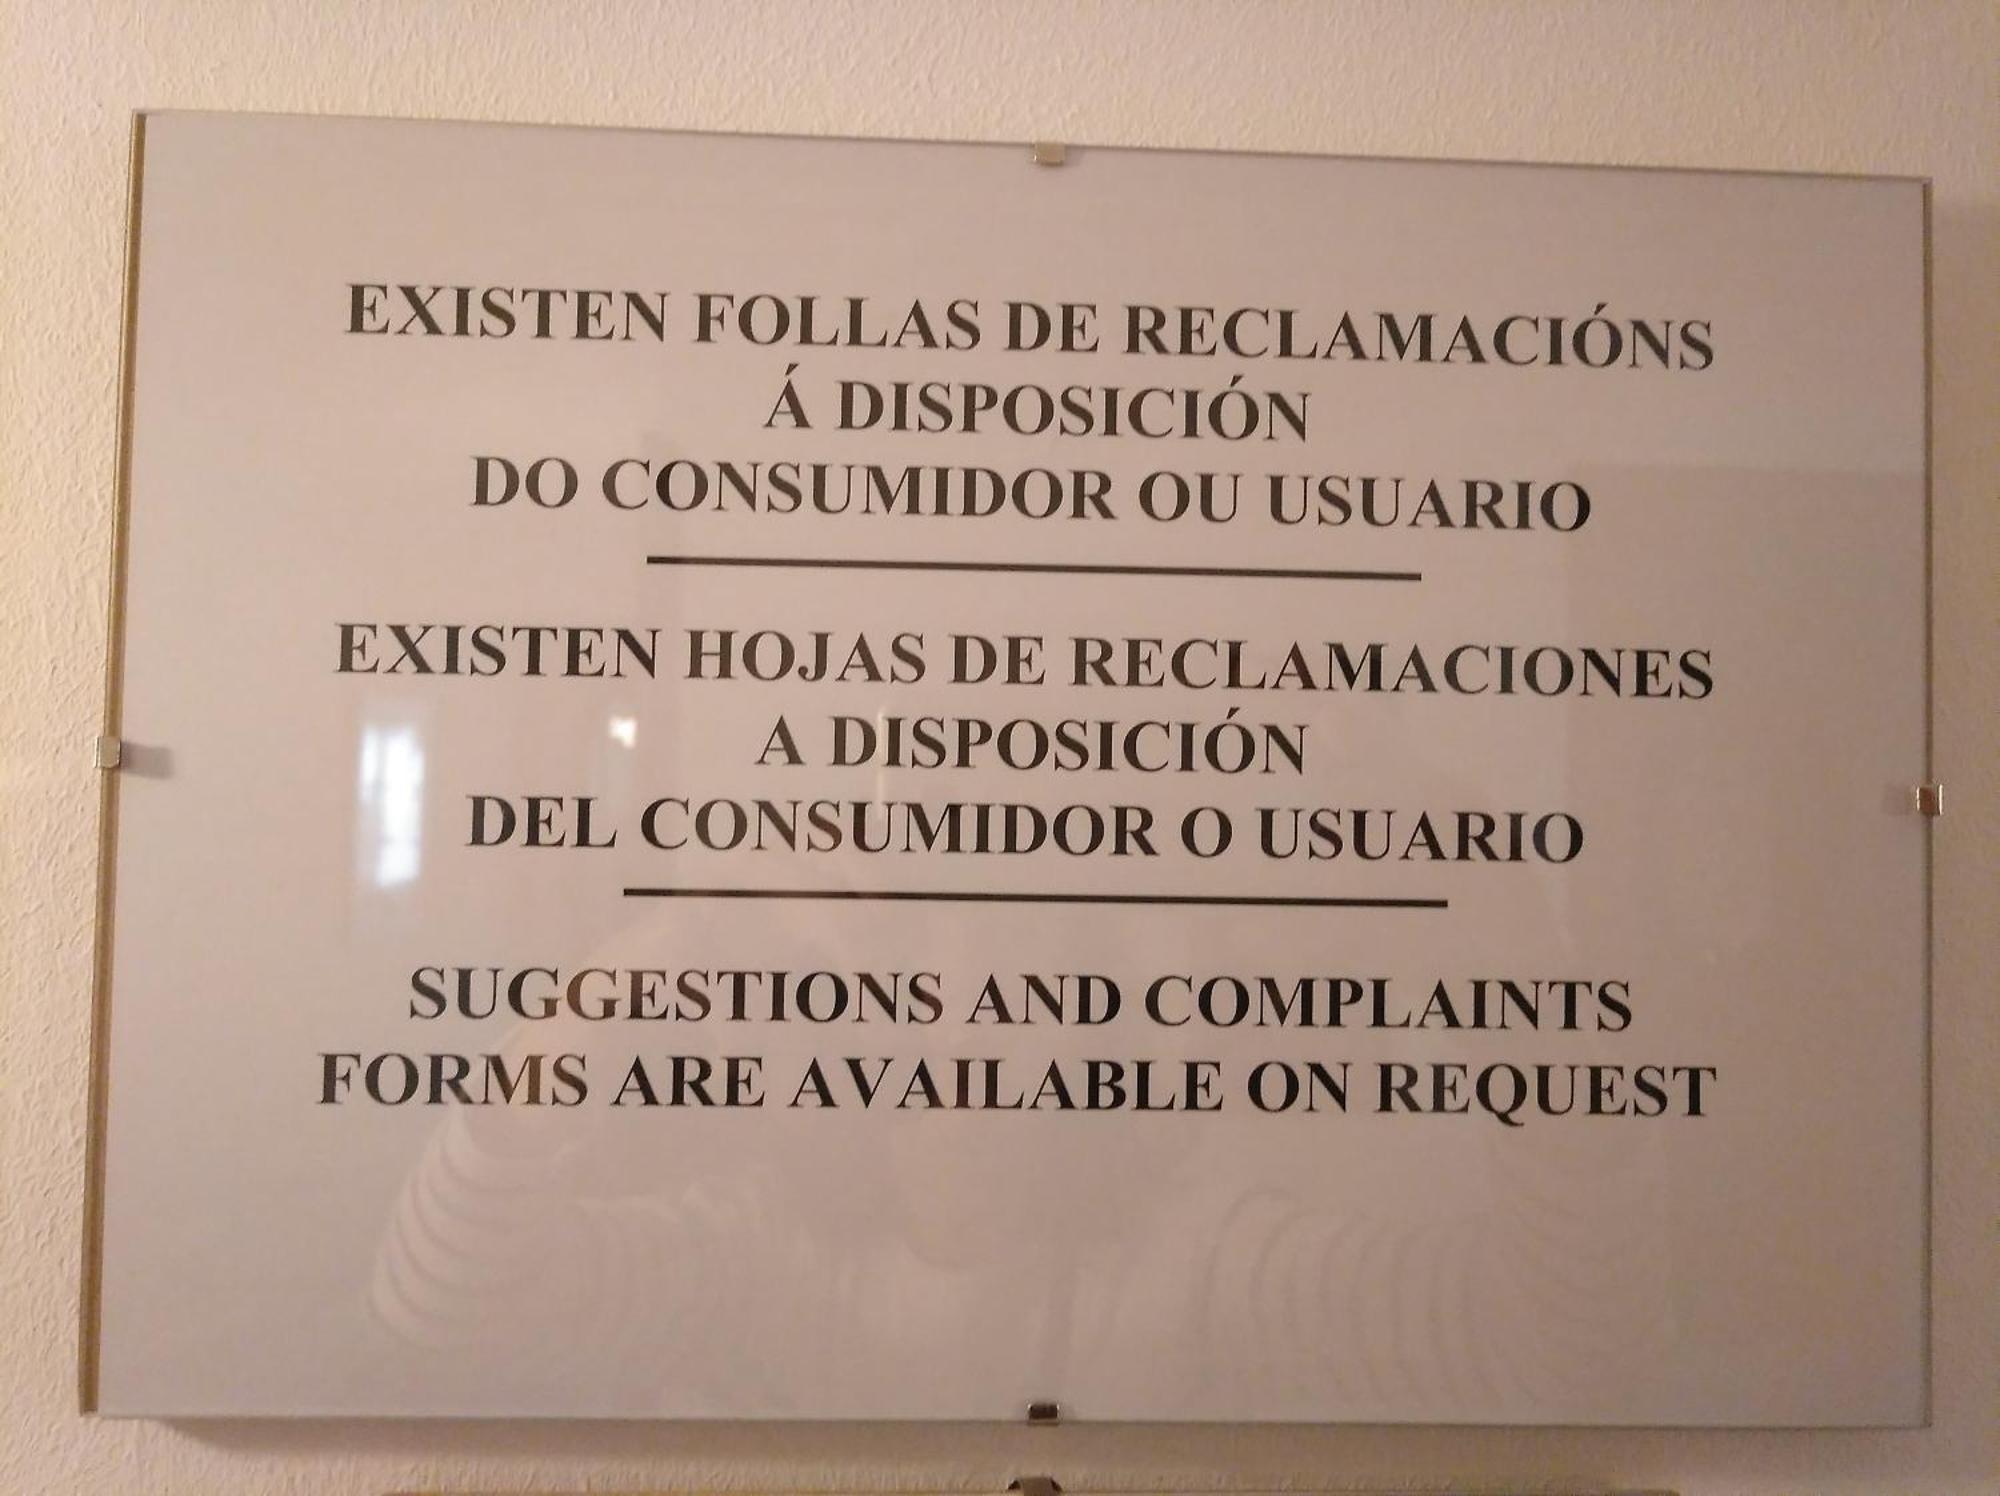 EXISTEN FOLLAS DE RECLAMACIÓNS
Á DISPOSICIÓN
DO CONSUMIDOR OU USUARIO
EXISTEN HOJAS DE RECLAMACIONES
A DISPOSICIÓN
DEL CONSUMIDOR O USUARIO
SUGGESTIONS AND COMPLAINTS
FORMS ARE AVAILABLE ON REQUEST